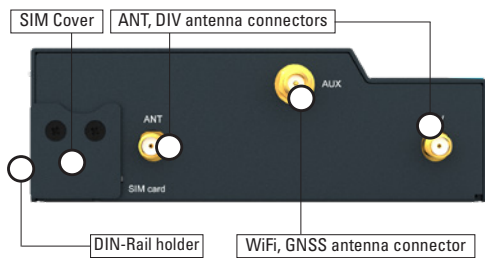 SIM Cover
ANT, DIV antenna connectors
AUX
ANT
SIM card
DIN-Rail holder
WiFi, GNSS antenna connector